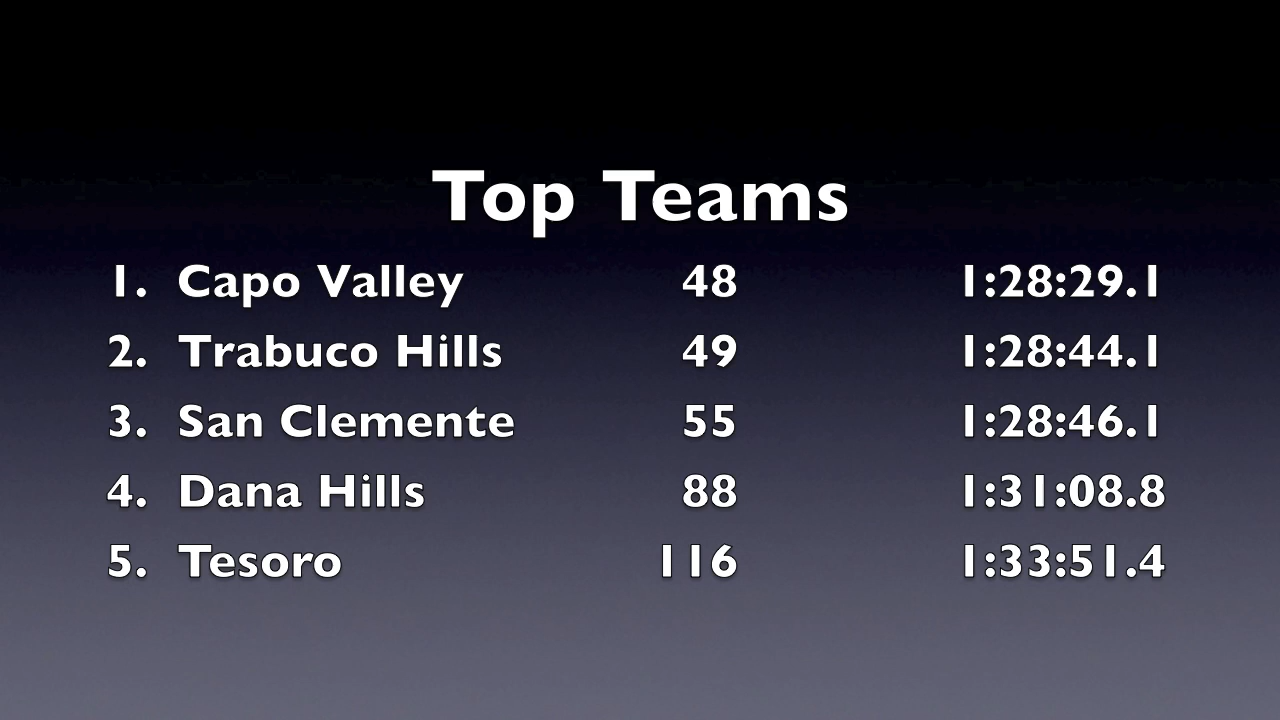 Top Teams
1. Capo Valley 48 1:28:29.1
2. Trabuco Hills 49 1:28:44.1
3. San Clemente 55 1:28:46.1
4. Dana Hills 88 1:31:08.8
5. Tesoro 116 1:33:51.4